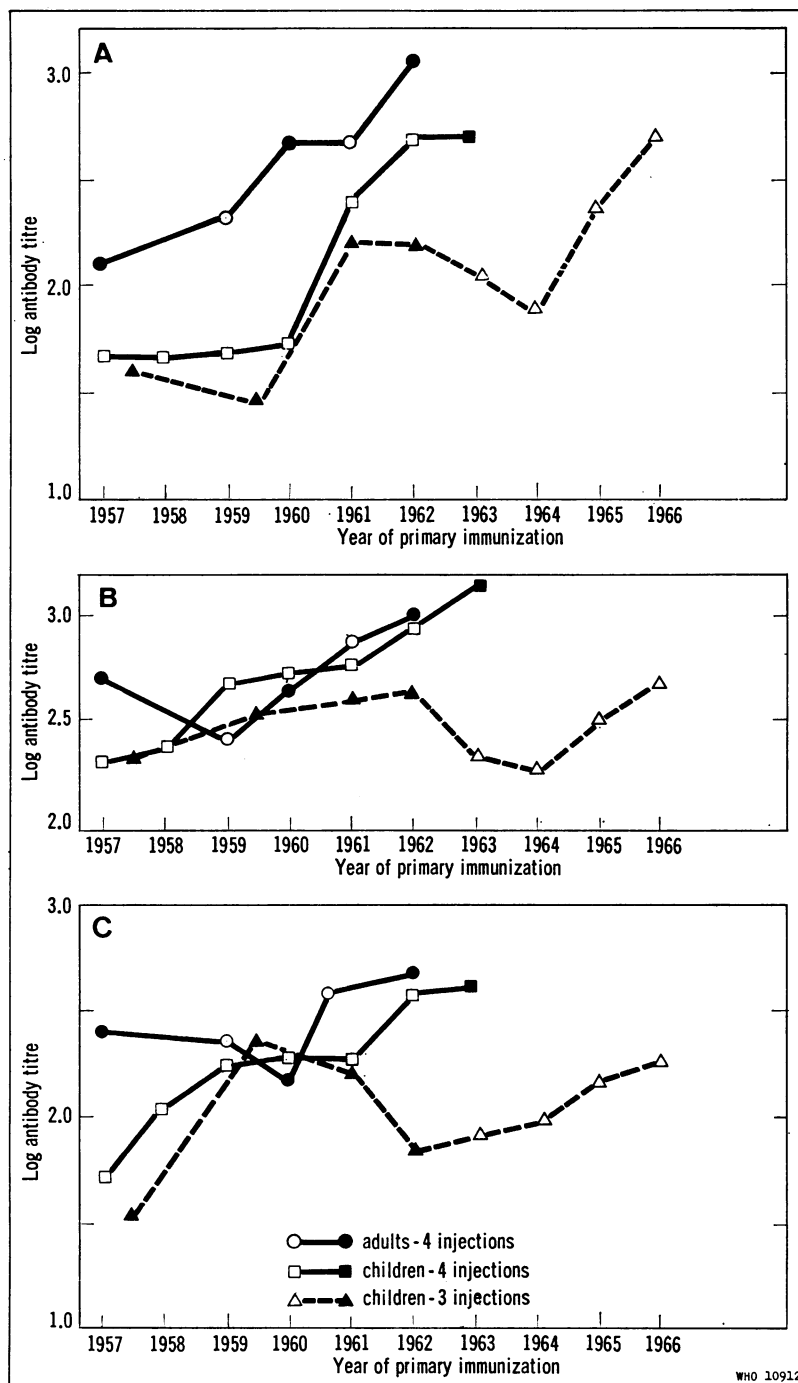 A
3.0
2.0
1.0
Log antibody titre
1957 1958 1959 1960 1961 1962 1963 1964 1965 1966
Year of primary immunization
B
3.0
2.5
2.0
Log antibody titre
1957 1958 1959 1960 1961 1962 1963 1964 1965 1966
Year of primary immunization
C
3.0
2.0
1.0
Log antibody titre
adults - 4 injections
children - 4 injections
children - 3 injections
1957 1958 1959 1960 1961 1962 1963 1964 1965 1966
Year of primary immunization
WHO 10912